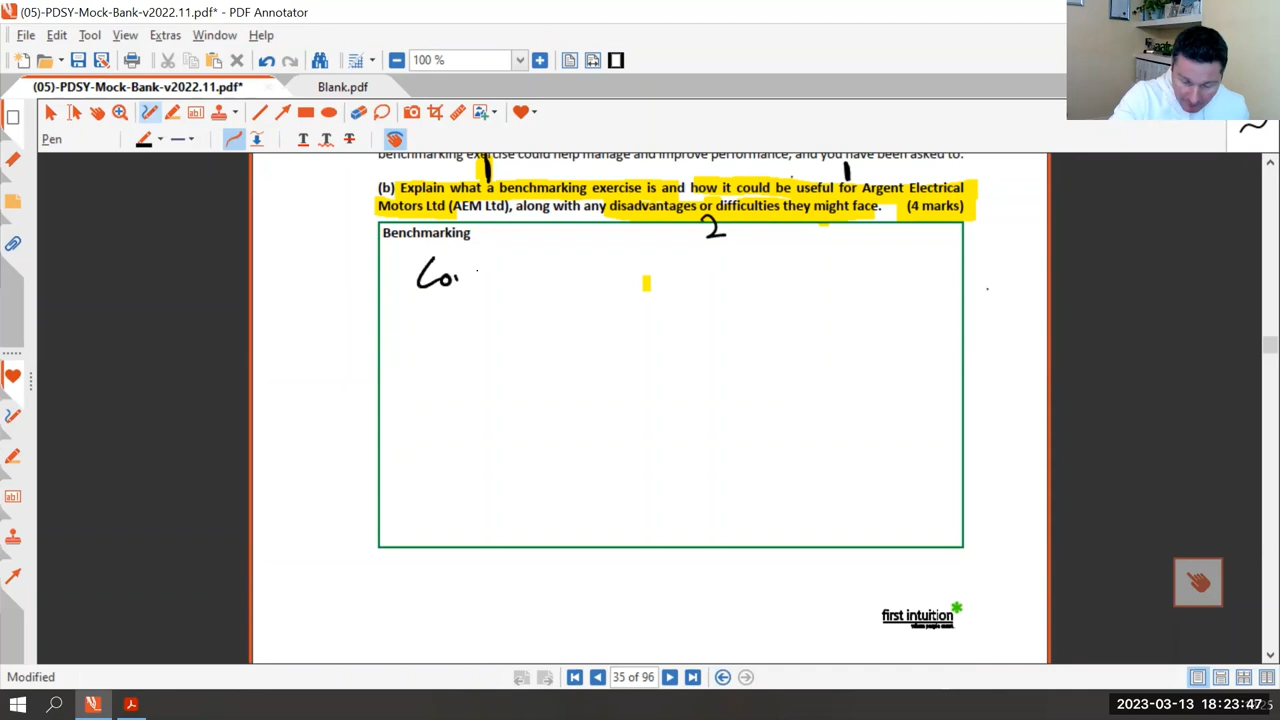 (05)-PDSY-Mock-Bank-v2022.11.pdf* - PDF Annotator
File Edit Tool View Extras Window Help
100 %
(05)-PDSY-Mock-Bank-v2022.11.pdf* Blank.pdf
Pen
benchmarking exercise could help manage and improve performance, and you have been asked to:
1 1
(b) Explain what a benchmarking exercise is and how it could be useful for Argent Electrical
Motors Ltd (AEM Ltd), along with any disadvantages or difficulties they might face. (4 marks)
2
Benchmarking
first intuition
Modified 35 of 96
2023-03-13 18:23:47